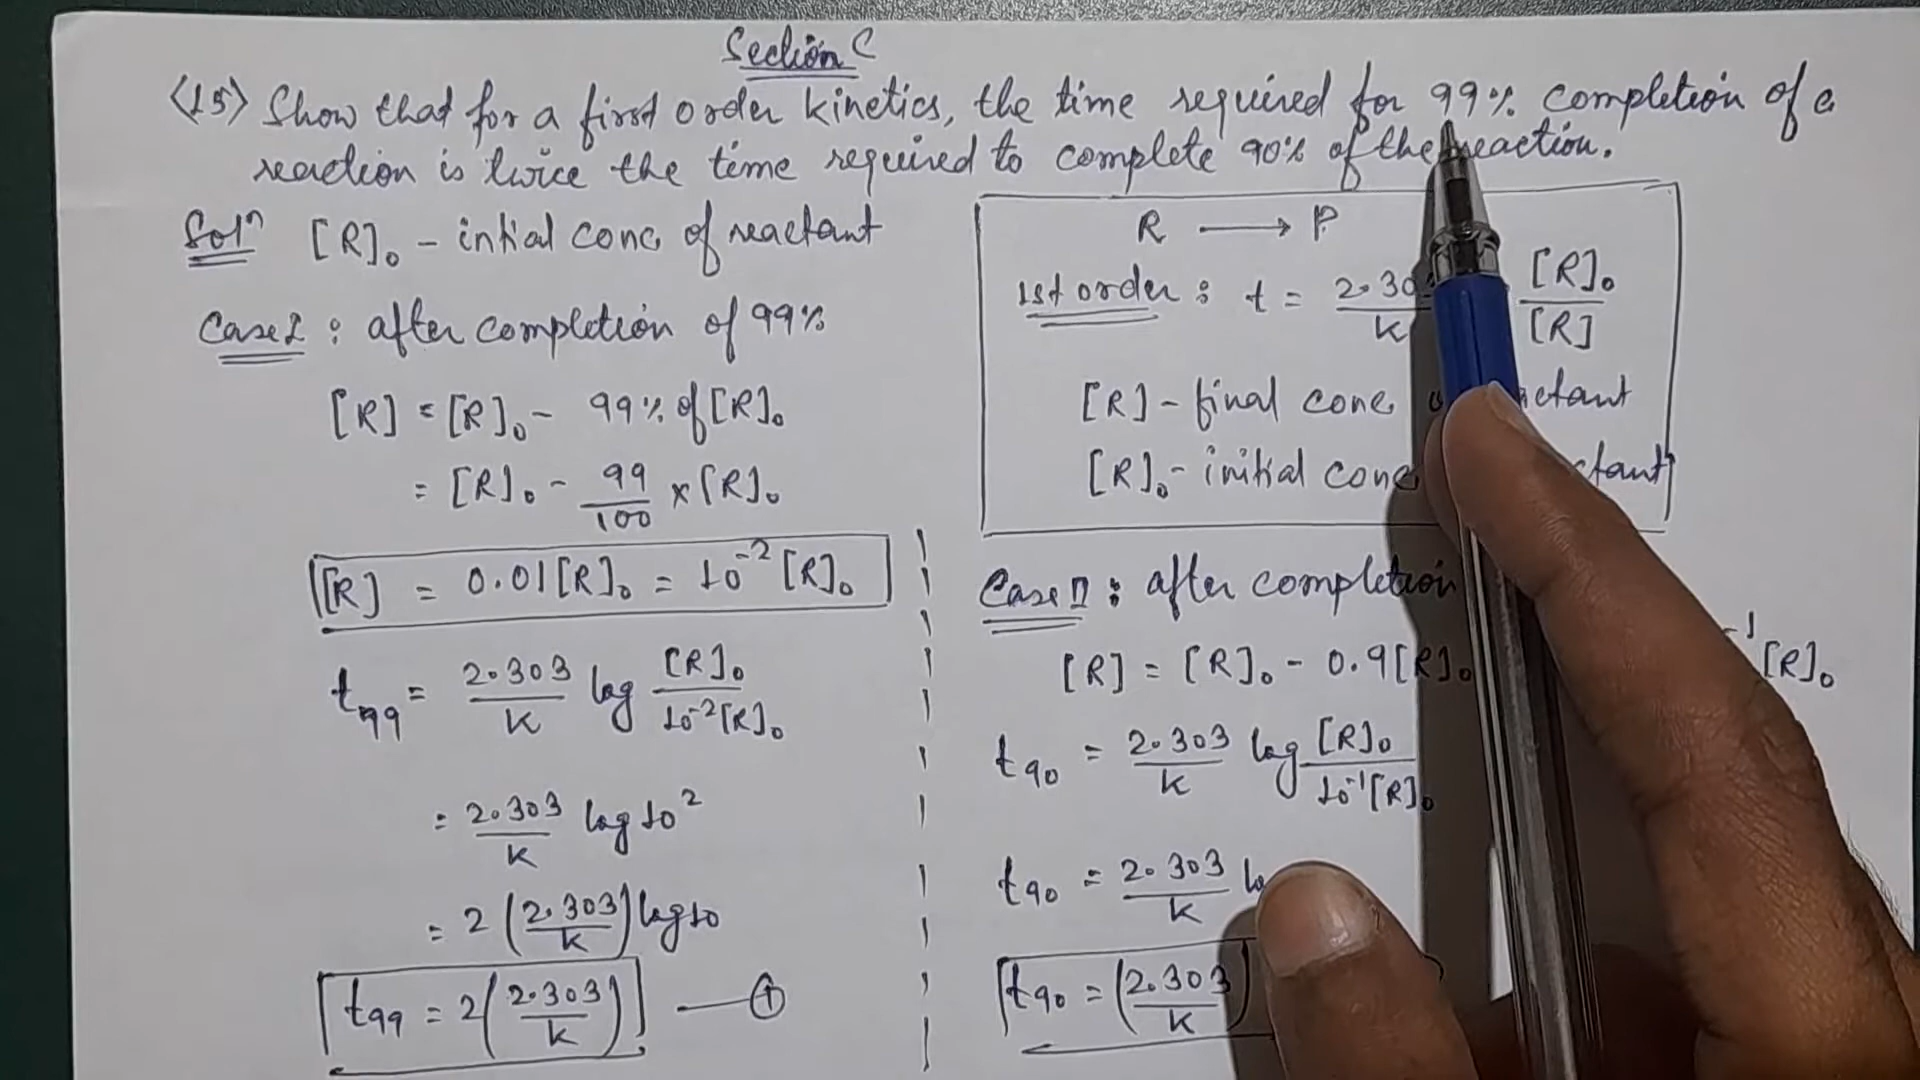 Section C
<15> Show that for a first order kinetics, the time required for 99% completion of a
reaction is twice the time required to complete 90% of the reaction.
Solⁿ [R]₀ - intial conc of reactant
Case I : after completion of 99%
[R] = [R]₀ - 99% of [R]₀
= [R]₀ - 99/100 × [R]₀
[R] = 0.01[R]₀ = 10⁻² [R]₀
t₉₉ = 2.303/K log [R]₀/10⁻²[R]₀
= 2.303/K log 10²
= 2 (2.303/K) log 10
t₉₉ = 2(2.303/K) —①
R → P
1st order : t = 2.30 /K [R]₀/[R]
[R] - final conc
[R]₀ - initial conc
Case II : after completion
[R] = [R]₀ - 0.9[R]₀ ⁻¹ [R]₀
t₉₀ = 2.303/K log [R]₀/10⁻¹[R]₀
t₉₀ = 2.303/K
t₉₀ = (2.303/K)